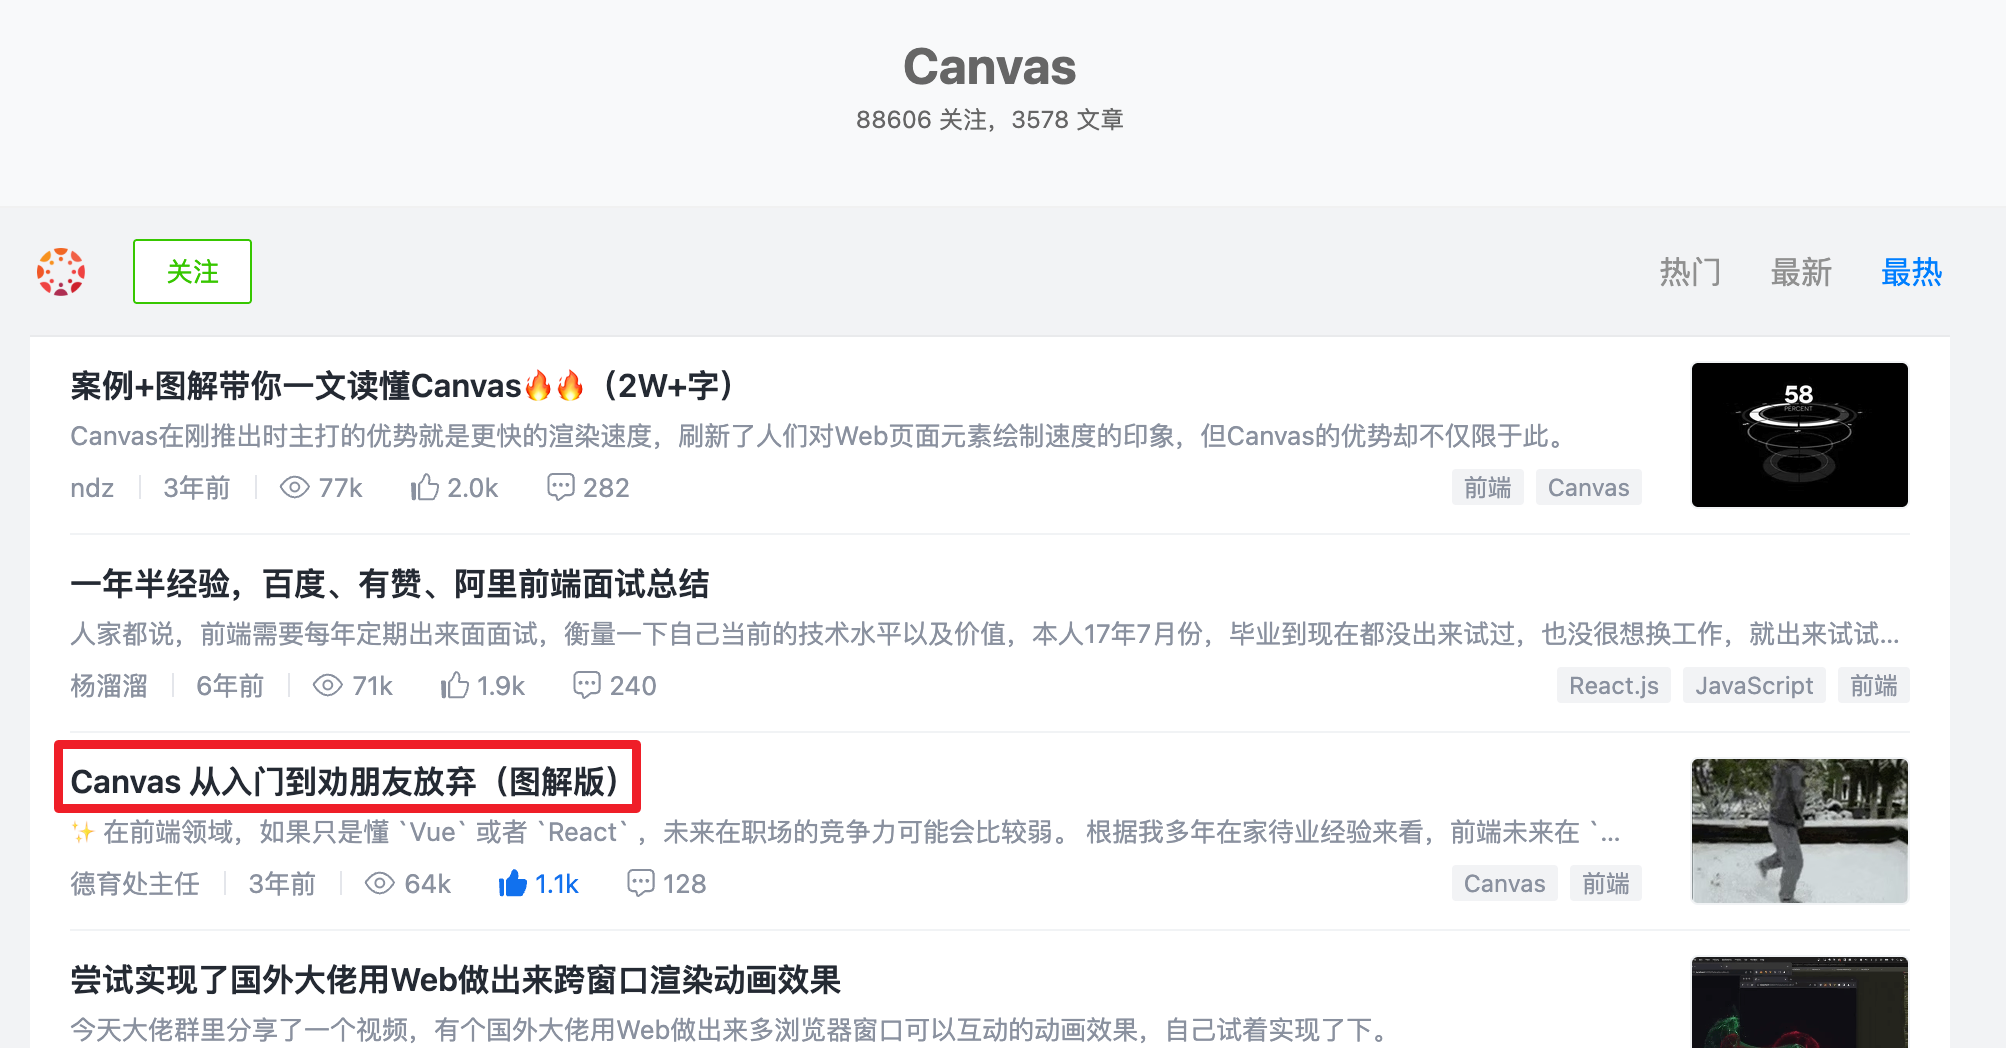 Canvas
88606 关注，3578 文章
关注
热门 最新 最热
案例+图解带你一文读懂Canvas🔥🔥（2W+字）
Canvas在刚推出时主打的优势就是更快的渲染速度，刷新了人们对Web页面元素绘制速度的印象，但Canvas的优势却不仅限于此。
ndz 3年前 77k 2.0k 282 前端 Canvas
58
PERCENT
一年半经验，百度、有赞、阿里前端面试总结
人家都说，前端需要每年定期出来面面试，衡量一下自己当前的技术水平以及价值，本人17年7月份，毕业到现在都没出来试过，也没很想换工作，就出来试试...
杨溜溜 6年前 71k 1.9k 240 React.js JavaScript 前端
Canvas 从入门到劝朋友放弃（图解版）
✨ 在前端领域，如果只是懂 `Vue` 或者 `React` ，未来在职场的竞争力可能会比较弱。 根据我多年在家待业经验来看，前端未来在 `...
德育处主任 3年前 64k 1.1k 128 Canvas 前端
尝试实现了国外大佬用Web做出来跨窗口渲染动画效果
今天大佬群里分享了一个视频，有个国外大佬用Web做出来多浏览器窗口可以互动的动画效果，自己试着实现了下。